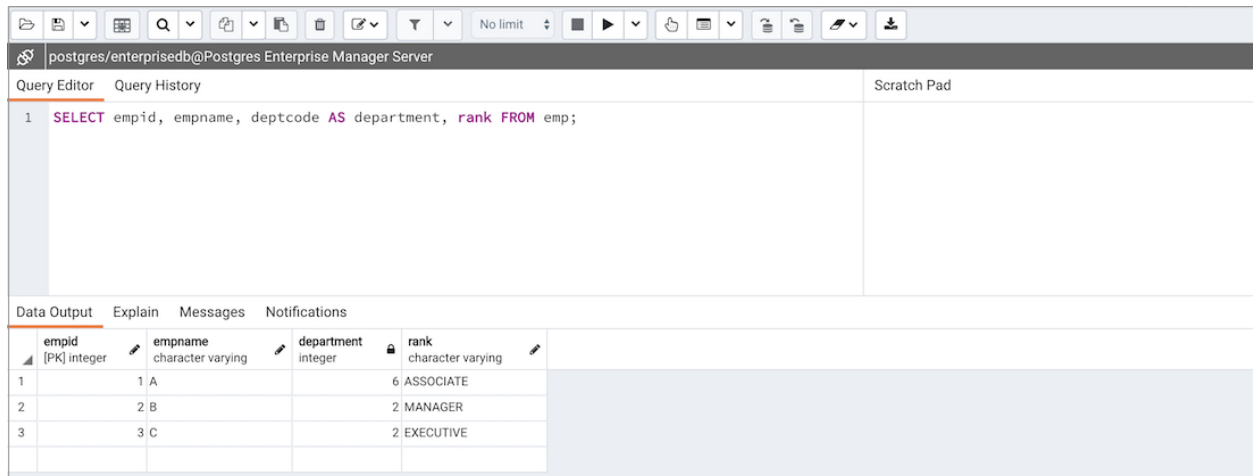 No limit
postgres/enterprisedb@Postgres Enterprise Manager Server
Query Editor Query History Scratch Pad
1 SELECT empid, empname, deptcode AS department, rank FROM emp;
Data Output Explain Messages Notifications
empid empname department rank
[PK] integer character varying integer character varying
1 1 A 6 ASSOCIATE
2 2 B 2 MANAGER
3 3 C 2 EXECUTIVE